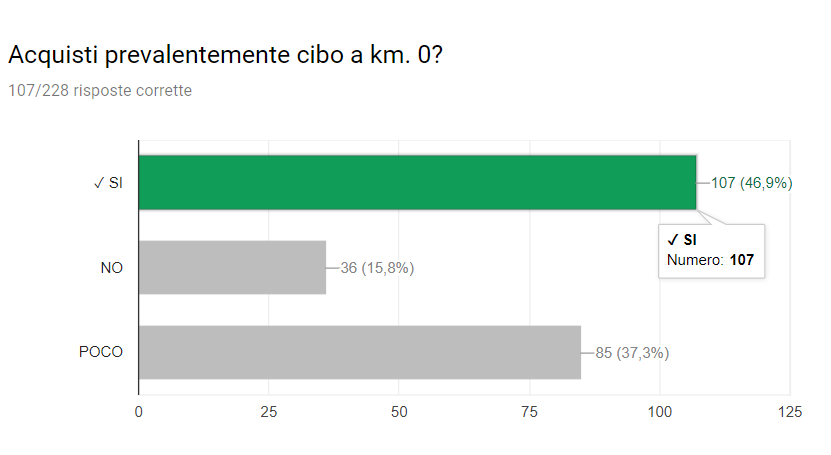 Acquisti prevalentemente cibo a km. 0?
107/228 risposte corrette
✓ SI
107 (46,9%)
✓ SI
Numero: 107
NO
36 (15,8%)
POCO
85 (37,3%)
0 25 50 75 100 125